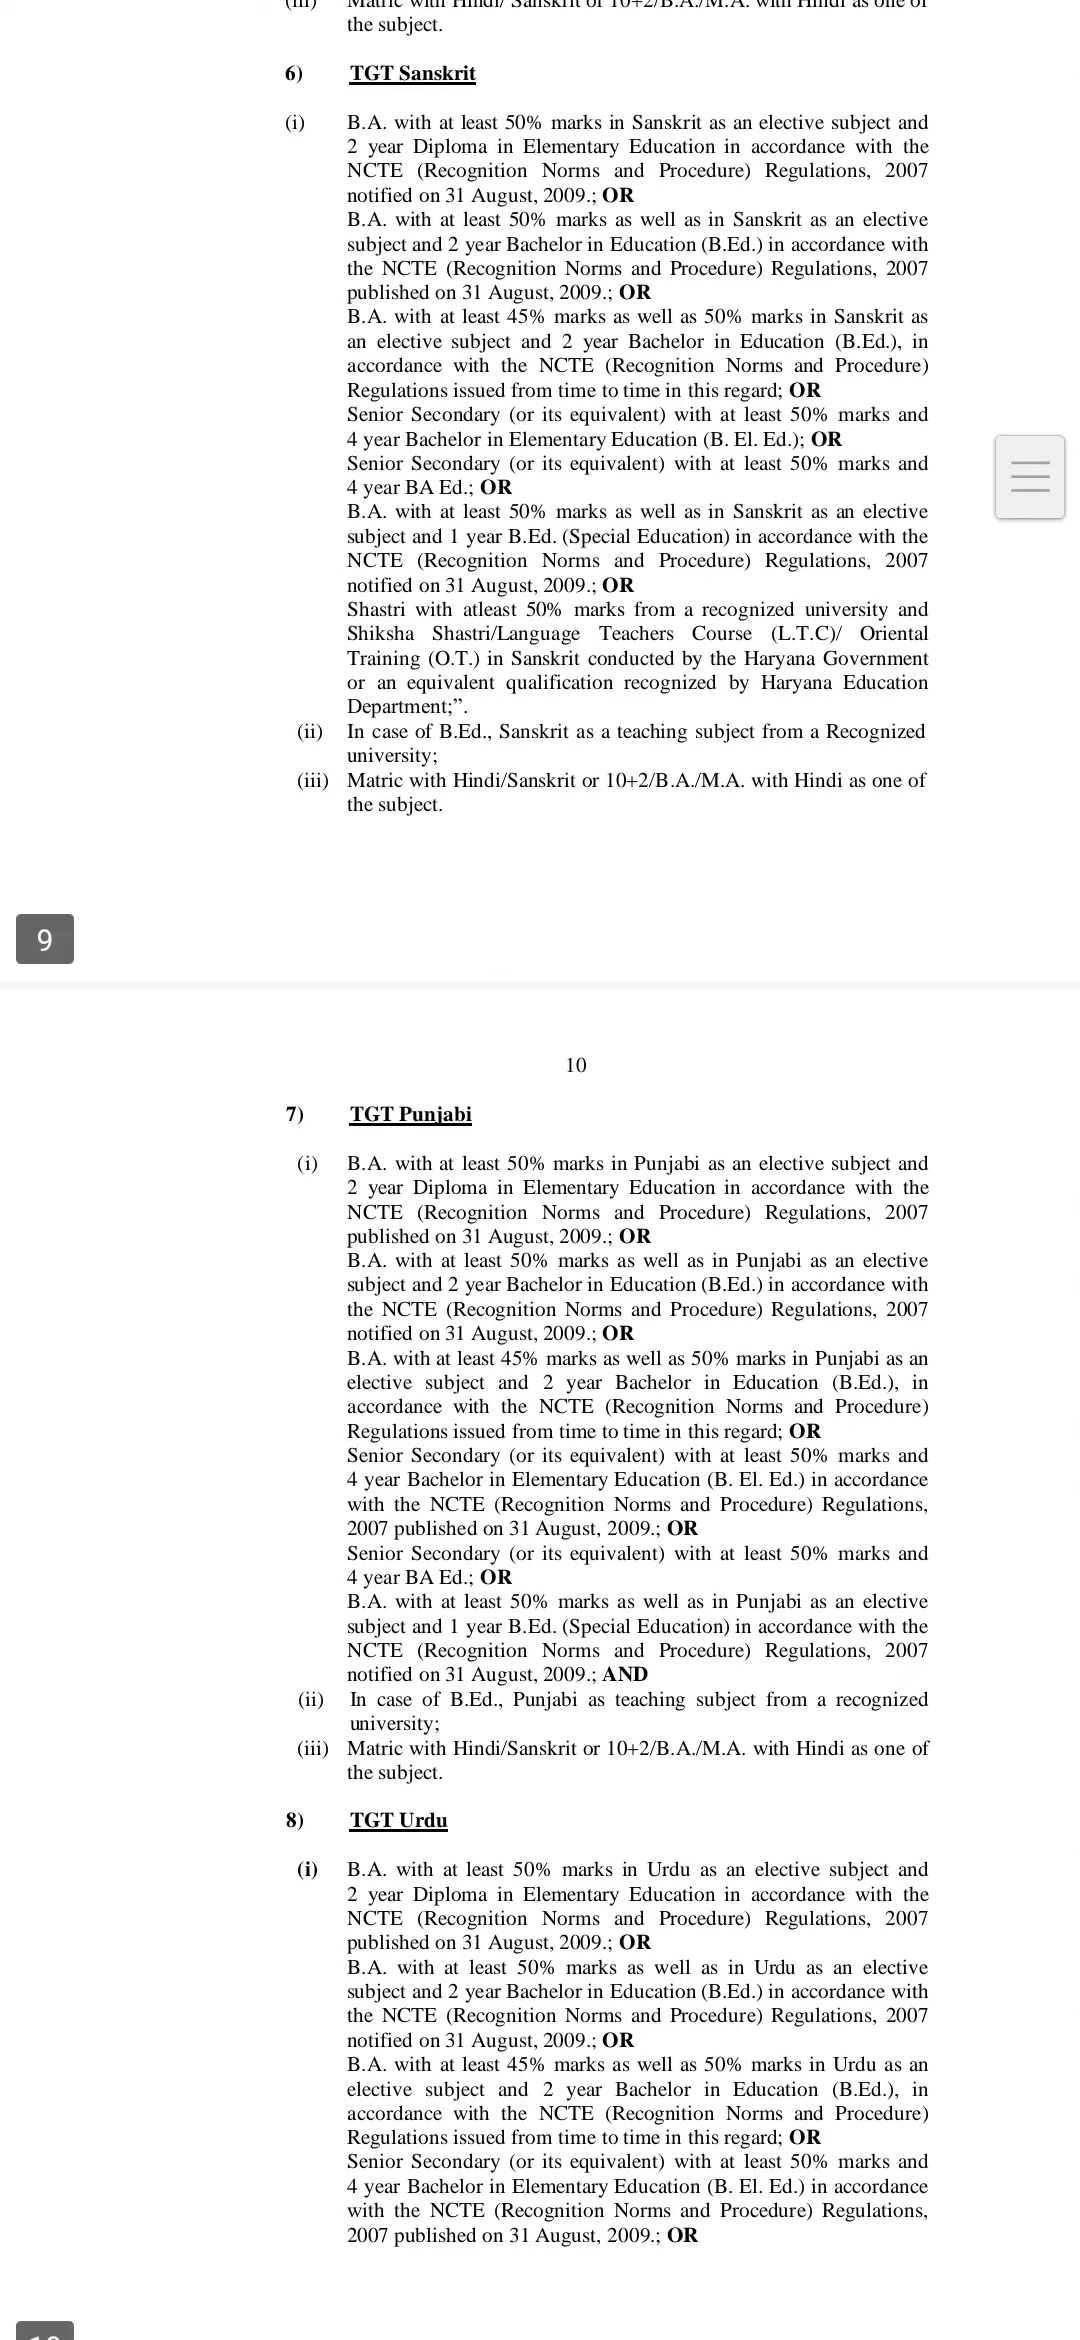 (iii) Matric with Hindi/ Sanskrit or 10+2/B.A./M.A. with Hindi as one of
the subject.
6) TGT Sanskrit
(i) B.A. with at least 50% marks in Sanskrit as an elective subject and
2 year Diploma in Elementary Education in accordance with the
NCTE (Recognition Norms and Procedure) Regulations, 2007
notified on 31 August, 2009.; OR
B.A. with at least 50% marks as well as in Sanskrit as an elective
subject and 2 year Bachelor in Education (B.Ed.) in accordance with
the NCTE (Recognition Norms and Procedure) Regulations, 2007
published on 31 August, 2009.; OR
B.A. with at least 45% marks as well as 50% marks in Sanskrit as
an elective subject and 2 year Bachelor in Education (B.Ed.), in
accordance with the NCTE (Recognition Norms and Procedure)
Regulations issued from time to time in this regard; OR
Senior Secondary (or its equivalent) with at least 50% marks and
4 year Bachelor in Elementary Education (B. El. Ed.); OR
Senior Secondary (or its equivalent) with at least 50% marks and
4 year BA Ed.; OR
B.A. with at least 50% marks as well as in Sanskrit as an elective
subject and 1 year B.Ed. (Special Education) in accordance with the
NCTE (Recognition Norms and Procedure) Regulations, 2007
notified on 31 August, 2009.; OR
Shastri with atleast 50% marks from a recognized university and
Shiksha Shastri/Language Teachers Course (L.T.C)/ Oriental
Training (O.T.) in Sanskrit conducted by the Haryana Government
or an equivalent qualification recognized by Haryana Education
Department;”.
(ii) In case of B.Ed., Sanskrit as a teaching subject from a Recognized
university;
(iii) Matric with Hindi/Sanskrit or 10+2/B.A./M.A. with Hindi as one of
the subject.
9
10
7) TGT Punjabi
(i) B.A. with at least 50% marks in Punjabi as an elective subject and
2 year Diploma in Elementary Education in accordance with the
NCTE (Recognition Norms and Procedure) Regulations, 2007
published on 31 August, 2009.; OR
B.A. with at least 50% marks as well as in Punjabi as an elective
subject and 2 year Bachelor in Education (B.Ed.) in accordance with
the NCTE (Recognition Norms and Procedure) Regulations, 2007
notified on 31 August, 2009.; OR
B.A. with at least 45% marks as well as 50% marks in Punjabi as an
elective subject and 2 year Bachelor in Education (B.Ed.), in
accordance with the NCTE (Recognition Norms and Procedure)
Regulations issued from time to time in this regard; OR
Senior Secondary (or its equivalent) with at least 50% marks and
4 year Bachelor in Elementary Education (B. El. Ed.) in accordance
with the NCTE (Recognition Norms and Procedure) Regulations,
2007 published on 31 August, 2009.; OR
Senior Secondary (or its equivalent) with at least 50% marks and
4 year BA Ed.; OR
B.A. with at least 50% marks as well as in Punjabi as an elective
subject and 1 year B.Ed. (Special Education) in accordance with the
NCTE (Recognition Norms and Procedure) Regulations, 2007
notified on 31 August, 2009.; AND
(ii) In case of B.Ed., Punjabi as teaching subject from a recognized
university;
(iii) Matric with Hindi/Sanskrit or 10+2/B.A./M.A. with Hindi as one of
the subject.
8) TGT Urdu
(i) B.A. with at least 50% marks in Urdu as an elective subject and
2 year Diploma in Elementary Education in accordance with the
NCTE (Recognition Norms and Procedure) Regulations, 2007
published on 31 August, 2009.; OR
B.A. with at least 50% marks as well as in Urdu as an elective
subject and 2 year Bachelor in Education (B.Ed.) in accordance with
the NCTE (Recognition Norms and Procedure) Regulations, 2007
notified on 31 August, 2009.; OR
B.A. with at least 45% marks as well as 50% marks in Urdu as an
elective subject and 2 year Bachelor in Education (B.Ed.), in
accordance with the NCTE (Recognition Norms and Procedure)
Regulations issued from time to time in this regard; OR
Senior Secondary (or its equivalent) with at least 50% marks and
4 year Bachelor in Elementary Education (B. El. Ed.) in accordance
with the NCTE (Recognition Norms and Procedure) Regulations,
2007 published on 31 August, 2009.; OR